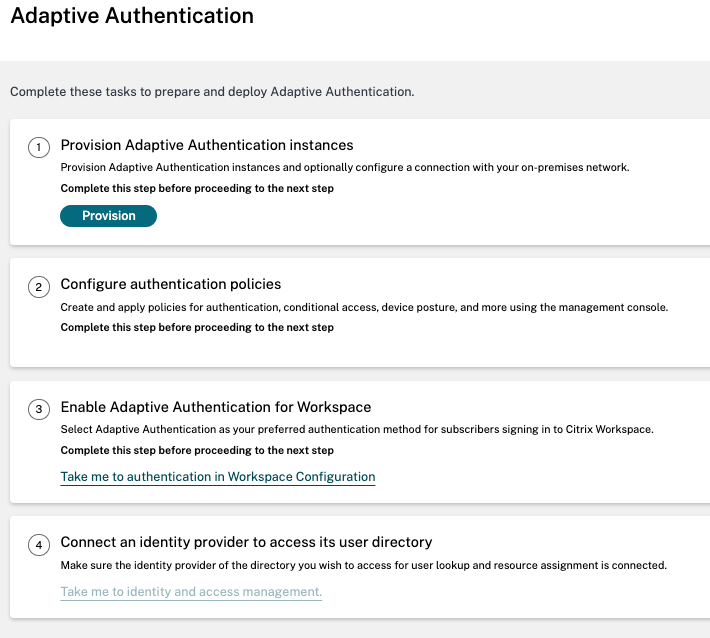 Adaptive Authentication
Complete these tasks to prepare and deploy Adaptive Authentication.
1
Provision Adaptive Authentication instances
Provision Adaptive Authentication instances and optionally configure a connection with your on-premises network.
Complete this step before proceeding to the next step
Provision
2
Configure authentication policies
Create and apply policies for authentication, conditional access, device posture, and more using the management console.
Complete this step before proceeding to the next step
3
Enable Adaptive Authentication for Workspace
Select Adaptive Authentication as your preferred authentication method for subscribers signing in to Citrix Workspace.
Complete this step before proceeding to the next step
Take me to authentication in Workspace Configuration
4
Connect an identity provider to access its user directory
Make sure the identity provider of the directory you wish to access for user lookup and resource assignment is connected.
Take me to identity and access management.